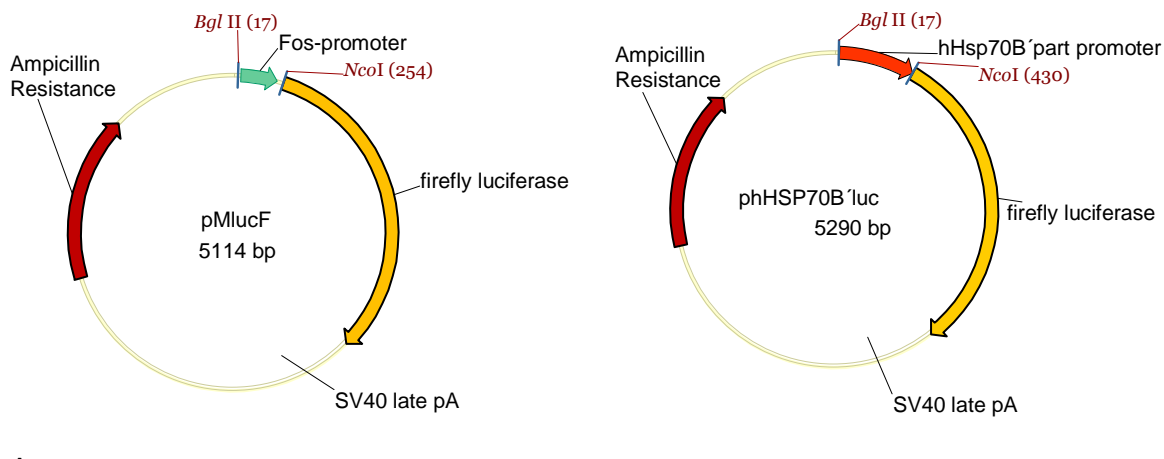 Bgl II (17)
Fos-promoter
NcoI (254)
Ampicillin
Resistance
firefly luciferase
pMlucF
5114 bp
SV40 late pA
Bgl II (17)
hHsp70B´part promoter
NcoI (430)
Ampicillin
Resistance
phHSP70B´luc
5290 bp
firefly luciferase
SV40 late pA